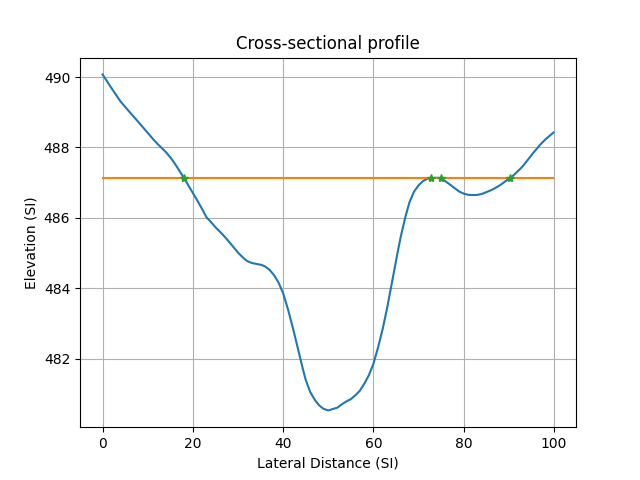 Cross-sectional profile
Elevation (SI)
490
488
486
484
482
0 20 40 60 80 100
Lateral Distance (SI)